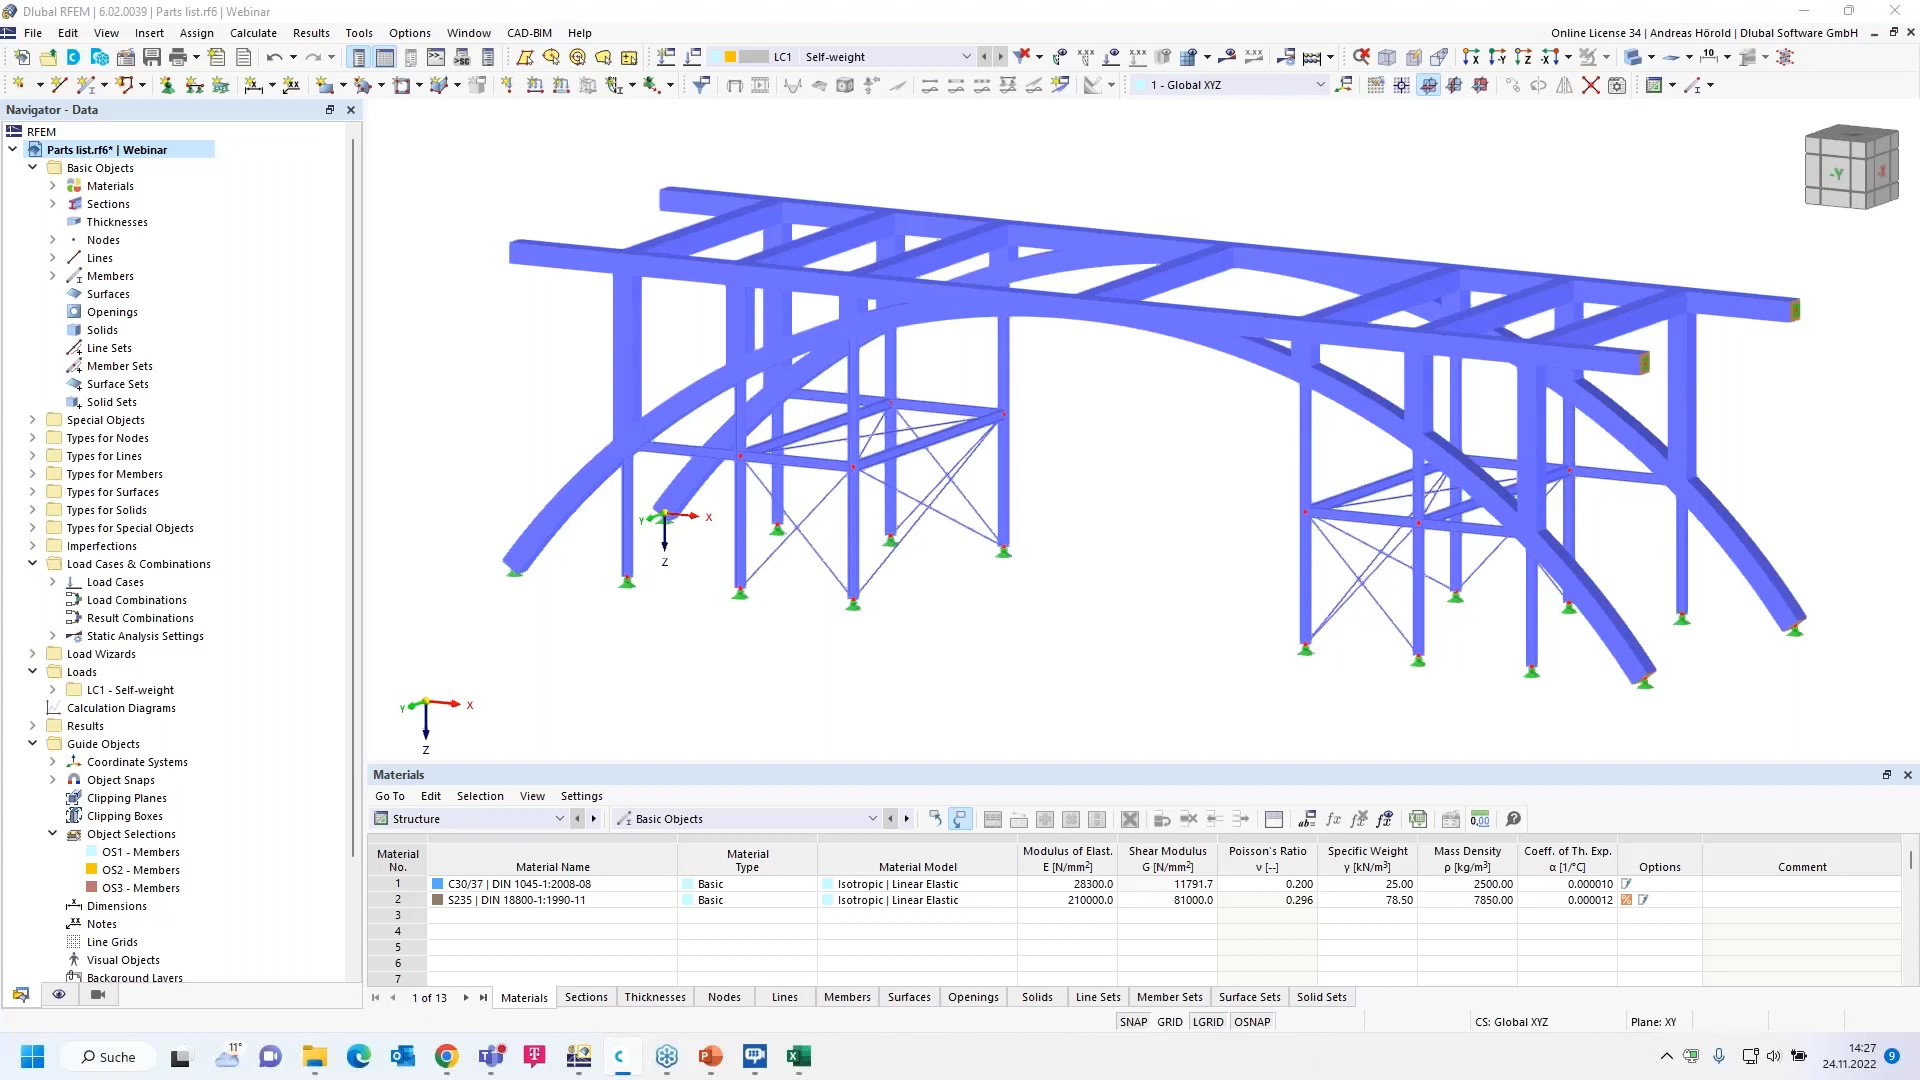 Dlubal RFEM | 6.02.0039 | Parts list.rf6 | Webinar
File Edit View Insert Assign Calculate Results Tools Options Window CAD-BIM Help
Online License 34 | Andreas Hörold | Dlubal Software GmbH
LC1 Self-weight
1 - Global XYZ
Navigator - Data
RFEM
Parts list.rf6* | Webinar
Basic Objects
Materials
Sections
Thicknesses
Nodes
Lines
Members
Surfaces
Openings
Solids
Line Sets
Member Sets
Surface Sets
Solid Sets
Special Objects
Types for Nodes
Types for Lines
Types for Members
Types for Surfaces
Types for Solids
Types for Special Objects
Imperfections
Load Cases & Combinations
Load Cases
Load Combinations
Result Combinations
Static Analysis Settings
Load Wizards
Loads
LC1 - Self-weight
Calculation Diagrams
Results
Guide Objects
Coordinate Systems
Object Snaps
Clipping Planes
Clipping Boxes
Object Selections
OS1 - Members
OS2 - Members
OS3 - Members
Dimensions
Notes
Line Grids
Visual Objects
Background Layers
-Y
-X
Y X
Z
Y X
Z
Materials
Go To Edit Selection View Settings
Structure
Basic Objects
Material No. Material Name Material Type Material Model Modulus of Elast. E [N/mm²] Shear Modulus G [N/mm²] Poisson's Ratio ν [--] Specific Weight γ [kN/m³] Mass Density ρ [kg/m³] Coeff. of Th. Exp. α [1/°C] Options Comment
1 C30/37 | DIN 1045-1:2008-08 Basic Isotropic | Linear Elastic 28300.0 11791.7 0.200 25.00 2500.00 0.000010
2 S235 | DIN 18800-1:1990-11 Basic Isotropic | Linear Elastic 210000.0 81000.0 0.296 78.50 7850.00 0.000012
3
4
5
6
7
1 of 13 Materials Sections Thicknesses Nodes Lines Members Surfaces Openings Solids Line Sets Member Sets Surface Sets Solid Sets
SNAP GRID LGRID OSNAP CS: Global XYZ Plane: XY
Suche
11°
14:27
24.11.2022
9